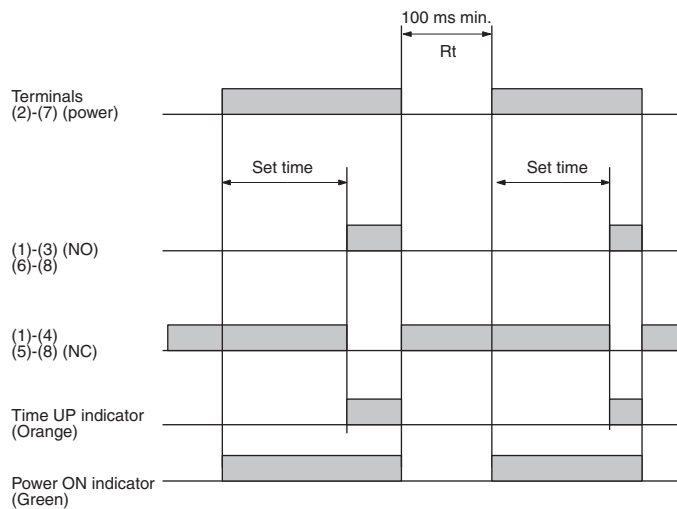 100 ms min.
Rt
Terminals
(2)-(7) (power)
Set time
Set time
(1)-(3) (NO)
(6)-(8)
(1)-(4)
(5)-(8) (NC)
Time UP indicator
(Orange)
Power ON indicator
(Green)